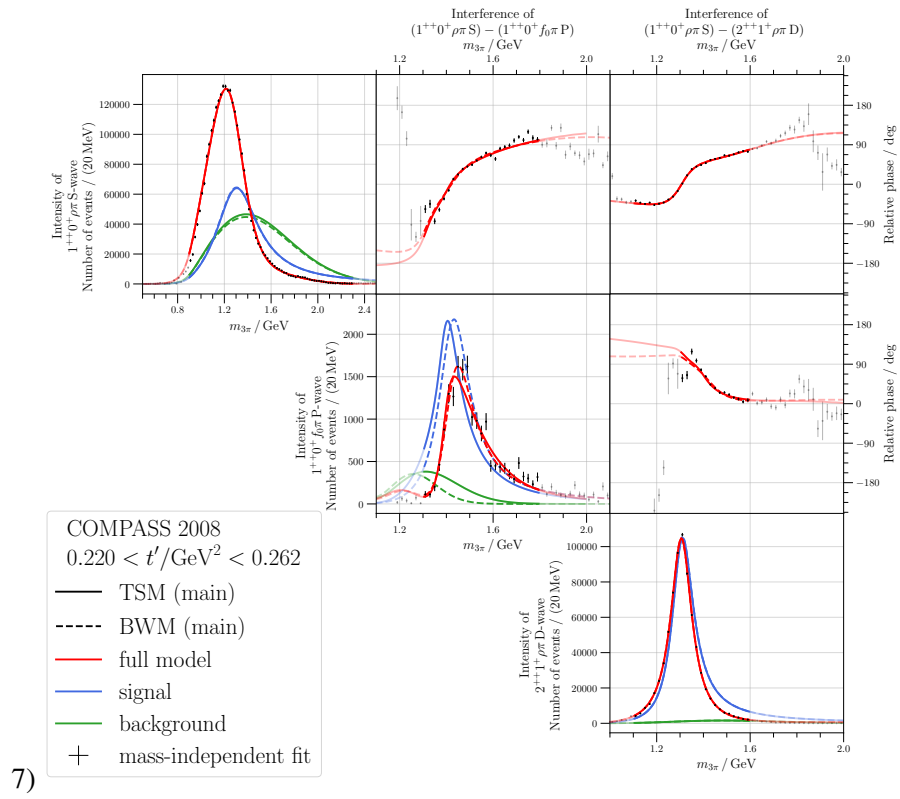 Interference of
(1⁺⁺0⁺ρπ S) − (1⁺⁺0⁺f₀π P)
m₃π / GeV
1.2 1.6 2.0
Interference of
(1⁺⁺0⁺ρπ S) − (2⁺⁺1⁺ρπ D)
m₃π / GeV
1.2 1.6 2.0
Intensity of
1⁺⁺0⁺ρπ S-wave
Number of events / (20 MeV)
120000
100000
80000
60000
40000
20000
0
0.8 1.2 1.6 2.0 2.4
m₃π / GeV
180
90
0
−90
−180
Relative phase / deg
Intensity of
1⁺⁺0⁺ f₀π P-wave
Number of events / (20 MeV)
2000
1500
1000
500
0
1.2 1.6 2.0
m₃π / GeV
180
90
0
−90
−180
Relative phase / deg
Intensity of
2⁺⁺1⁺ρπ D-wave
Number of events / (20 MeV)
100000
80000
60000
40000
20000
0
1.2 1.6 2.0
m₃π / GeV
COMPASS 2008
0.220 < t′/GeV² < 0.262
TSM (main)
BWM (main)
full model
signal
background
mass-independent fit
7)